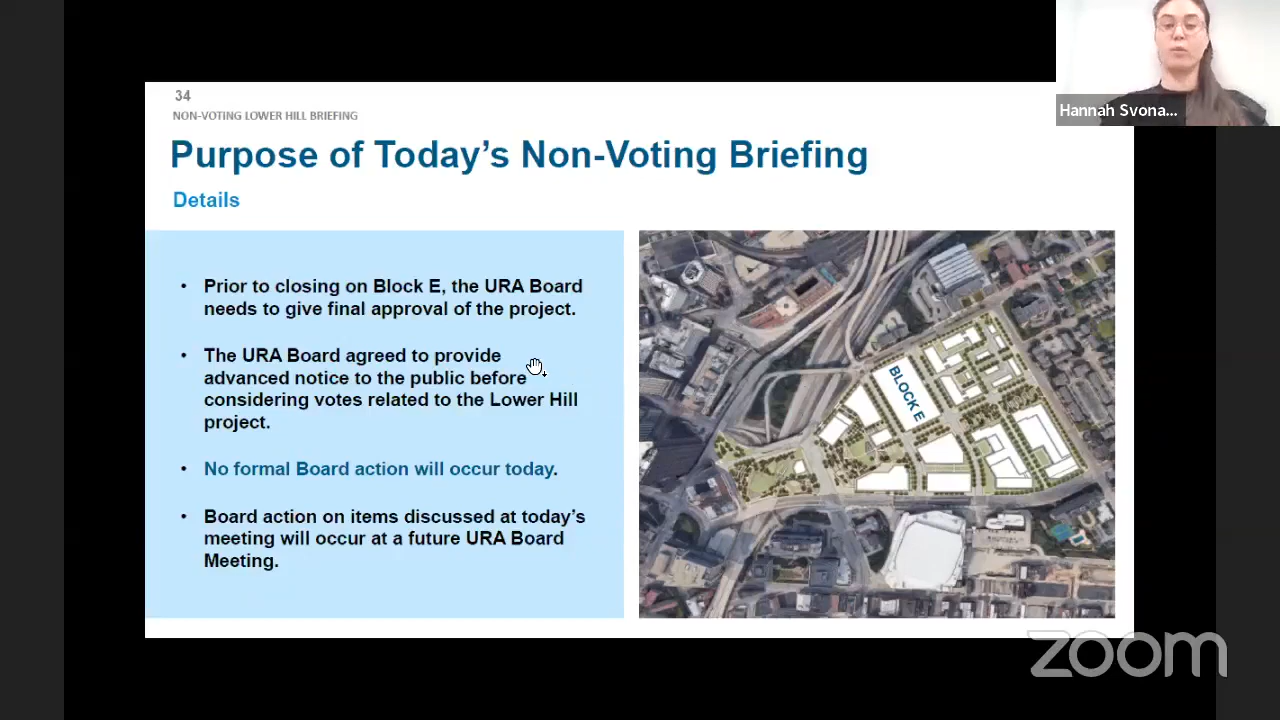 34
NON-VOTING LOWER HILL BRIEFING
Purpose of Today's Non-Voting Briefing
Details
• Prior to closing on Block E, the URA Board
needs to give final approval of the project.
• The URA Board agreed to provide
advanced notice to the public before
considering votes related to the Lower Hill
project.
• No formal Board action will occur today.
• Board action on items discussed at today's
meeting will occur at a future URA Board
Meeting.
BLOCK E
Hannah Svona...
zoom